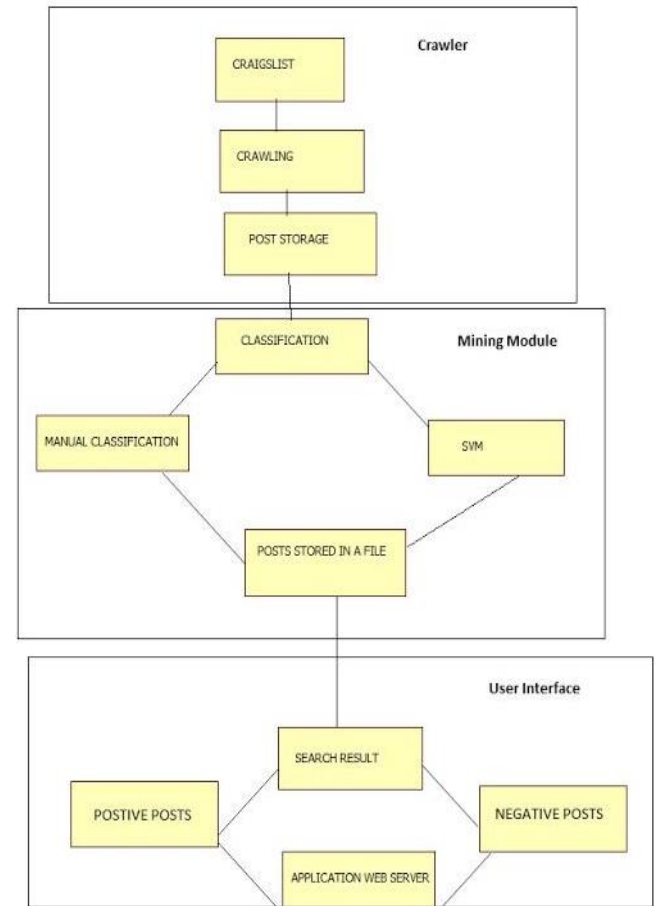 Crawler
CRAIGSLIST
CRAWLING
POST STORAGE
CLASSIFICATION
Mining Module
MANUAL CLASSIFICATION
SVM
POSTS STORED IN A FILE
User Interface
SEARCH RESULT
POSTIVE POSTS
NEGATIVE POSTS
APPLICATION WEB SERVER